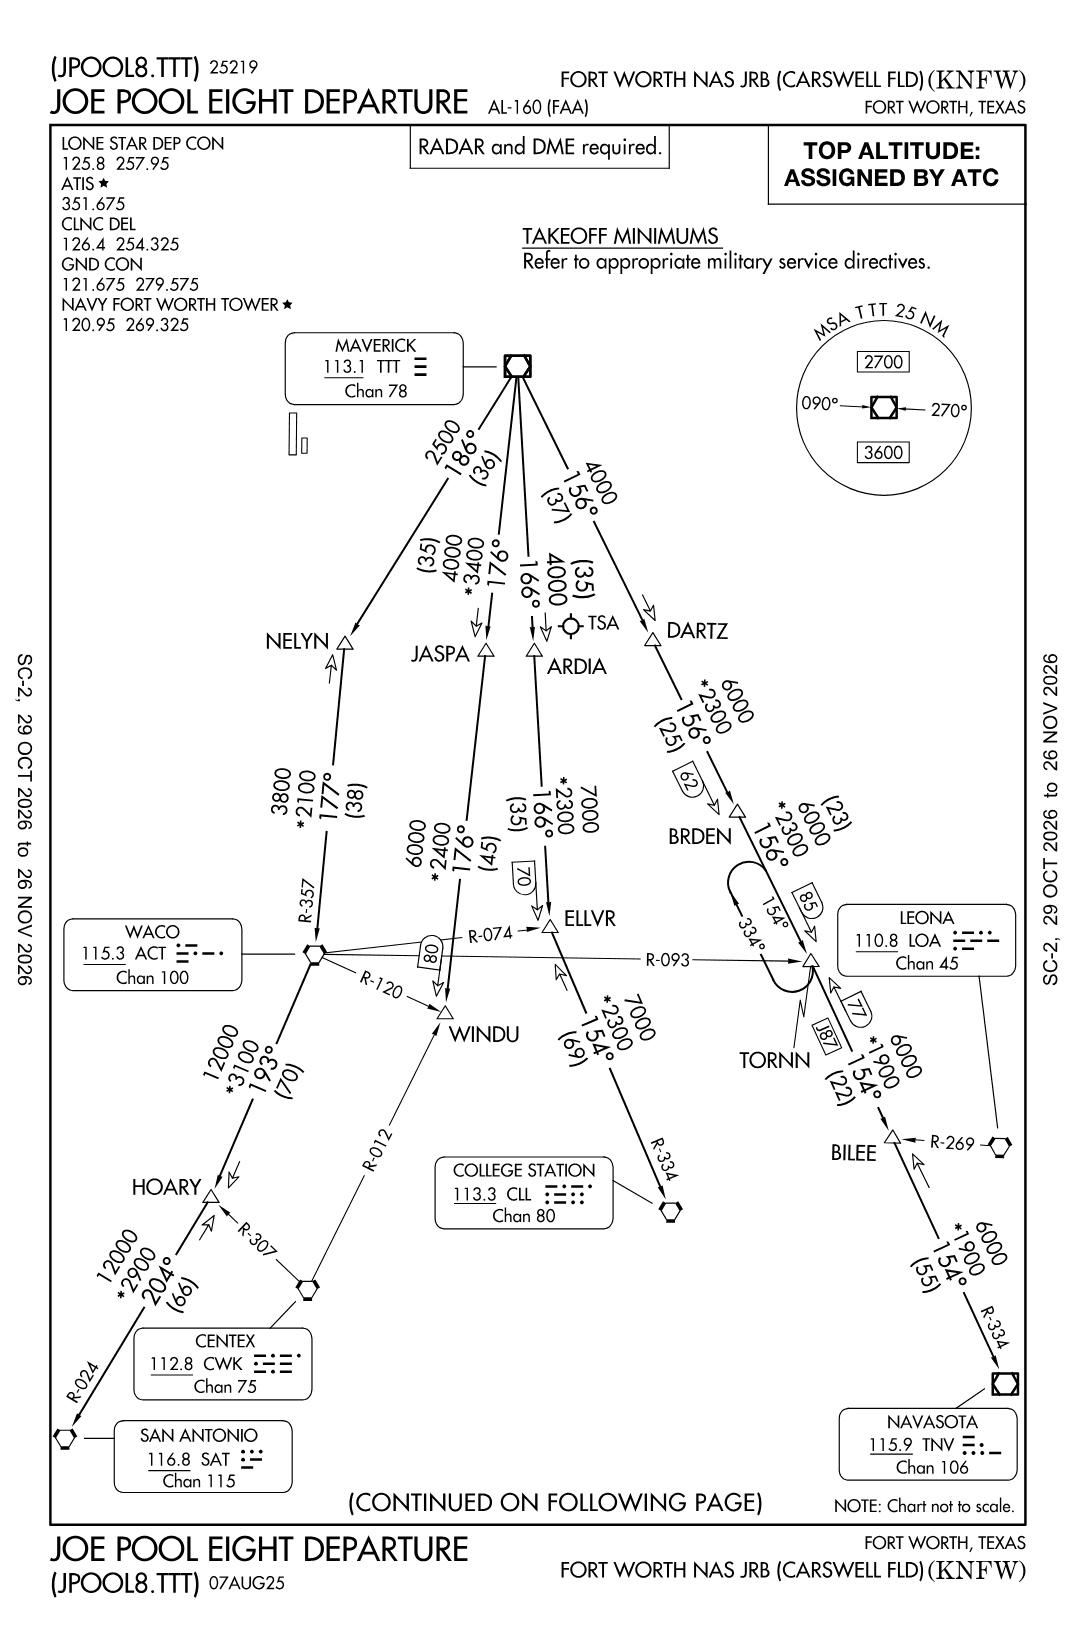 (JPOOL8.TTT) 25219
JOE POOL EIGHT DEPARTURE AL-160 (FAA)
FORT WORTH NAS JRB (CARSWELL FLD) (KNFW)
FORT WORTH, TEXAS
LONE STAR DEP CON
125.8 257.95
ATIS ★
351.675
CLNC DEL
126.4 254.325
GND CON
121.675 279.575
NAVY FORT WORTH TOWER ★
120.95 269.325
RADAR and DME required.
TOP ALTITUDE:
ASSIGNED BY ATC
TAKEOFF MINIMUMS
Refer to appropriate military service directives.
MSA TTT 25 NM
2700
090°
270°
3600
MAVERICK
113.1 TTT
Chan 78
2500
186°
(36)
(35)
4000
*3400
176°
166°
4000
(35)
4000
156°
(37)
TSA
NELYN
JASPA
ARDIA
DARTZ
6000
*2300
156°
(25)
62
3800
*2100
177°
(38)
6000
*2400
176°
(45)
7000
*2300
166°
(35)
70
BRDEN
(23)
6000
*2300
156°
85
154°
334°
R-357
WACO
115.3 ACT
Chan 100
R-074
80
ELLVR
R-093
R-120
WINDU
LEONA
110.8 LOA
Chan 45
TORNN
77
J87
6000
*1900
154°
(22)
7000
*2300
154°
(69)
12000
*3100
193°
(70)
R-012
R-334
BILEE
R-269
COLLEGE STATION
113.3 CLL
Chan 80
HOARY
R-307
12000
*2900
204°
(66)
6000
*1900
154°
(55)
R-334
CENTEX
112.8 CWK
Chan 75
R-024
SAN ANTONIO
116.8 SAT
Chan 115
NAVASOTA
115.9 TNV
Chan 106
(CONTINUED ON FOLLOWING PAGE)
NOTE: Chart not to scale.
SC-2, 29 OCT 2026 to 26 NOV 2026
SC-2, 29 OCT 2026 to 26 NOV 2026
JOE POOL EIGHT DEPARTURE
(JPOOL8.TTT) 07AUG25
FORT WORTH, TEXAS
FORT WORTH NAS JRB (CARSWELL FLD) (KNFW)